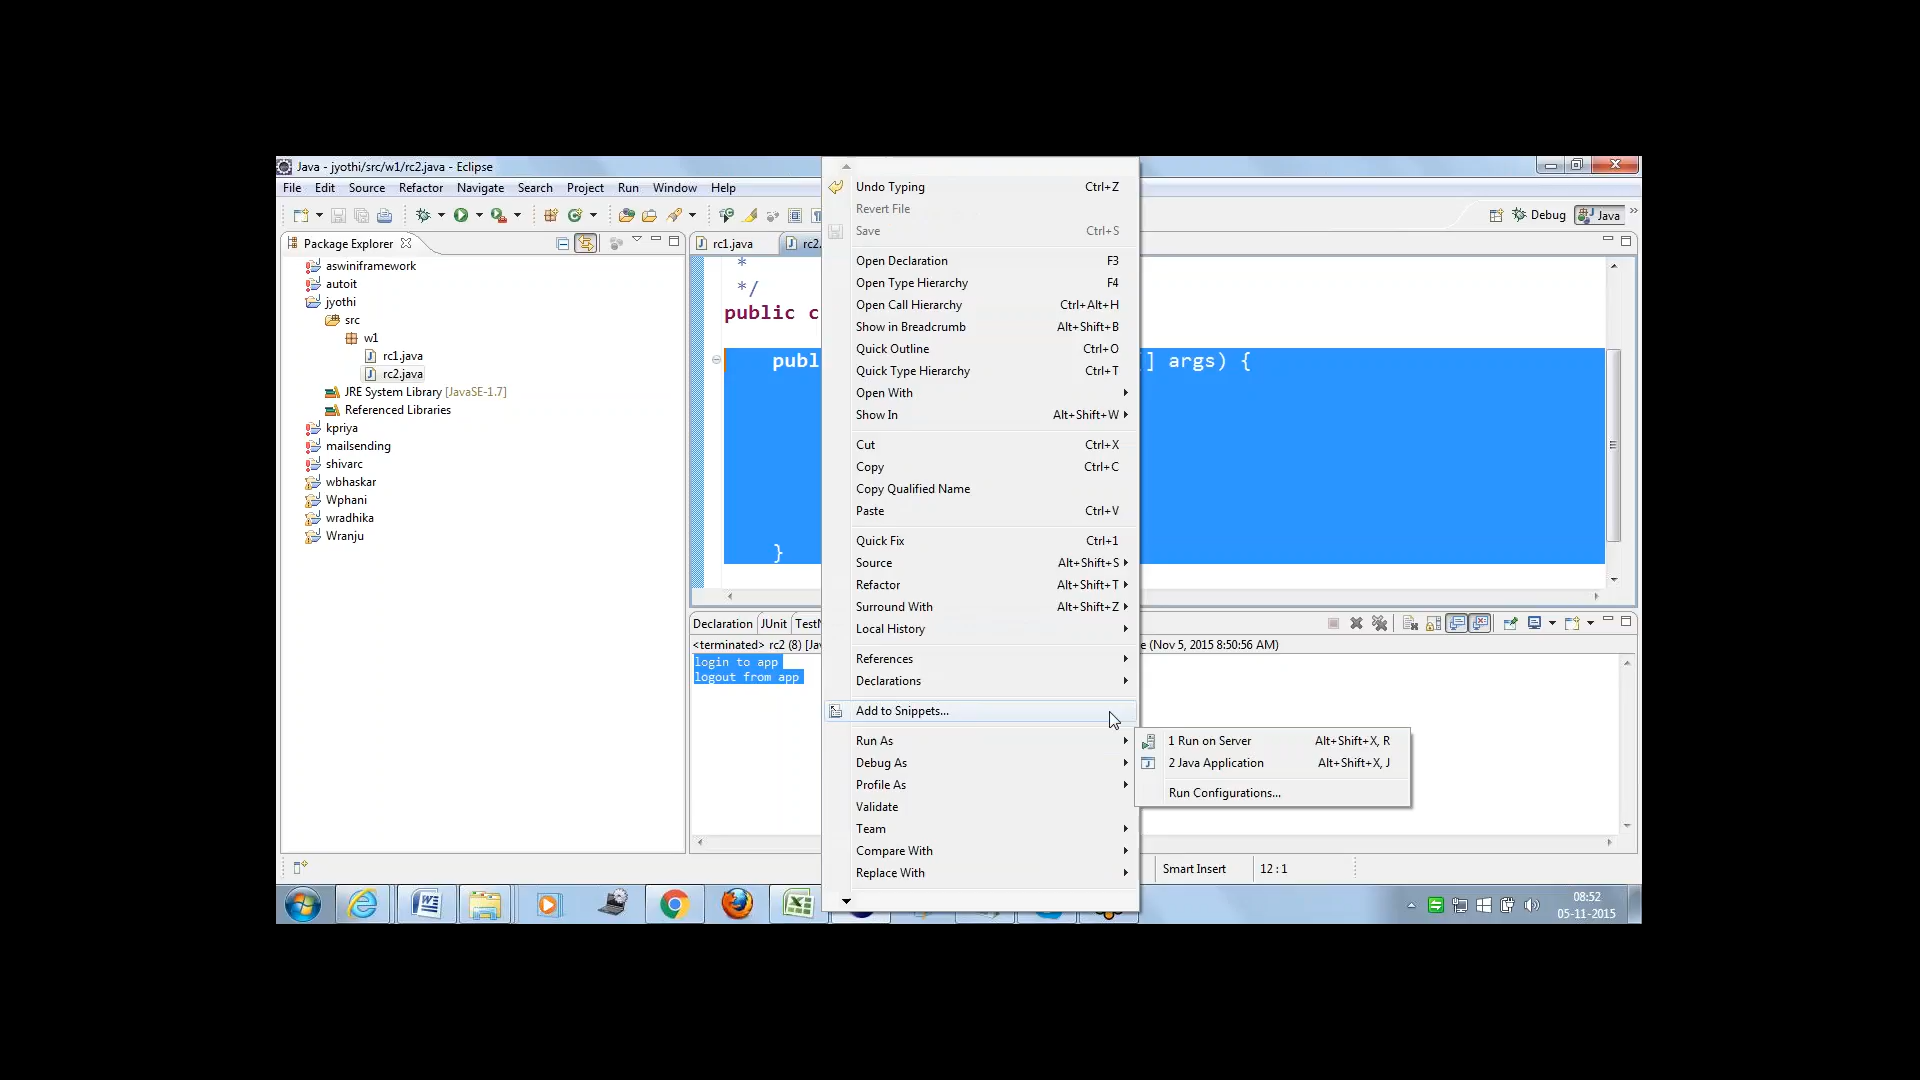 Java - jyothi/src/w1/rc2.java - Eclipse
File Edit Source Refactor Navigate Search Project Run Window Help
Debug Java
Package Explorer
aswiniframework
autoit
jyothi
src
w1
rc1.java
rc2.java
JRE System Library [JavaSE-1.7]
Referenced Libraries
kpriya
mailsending
shivarc
wbhaskar
Wphani
wradhika
Wranju
rc1.java
*
*/
public
] args) {
}
Undo Typing Ctrl+Z
Revert File
Save Ctrl+S
Open Declaration F3
Open Type Hierarchy F4
Open Call Hierarchy Ctrl+Alt+H
Show in Breadcrumb Alt+Shift+B
Quick Outline Ctrl+O
Quick Type Hierarchy Ctrl+T
Open With
Show In Alt+Shift+W
Cut Ctrl+X
Copy Ctrl+C
Copy Qualified Name
Paste Ctrl+V
Quick Fix Ctrl+1
Source Alt+Shift+S
Refactor Alt+Shift+T
Surround With Alt+Shift+Z
Local History
References
Declarations
Add to Snippets...
Run As
Debug As
Profile As
Validate
Team
Compare With
Replace With
1 Run on Server Alt+Shift+X, R
2 Java Application Alt+Shift+X, J
Run Configurations...
Declaration JUnit
<terminated> rc2 (8) [Ja
e (Nov 5, 2015 8:50:56 AM)
login to app
logout from app
Smart Insert 12 : 1
08:52
05-11-2015